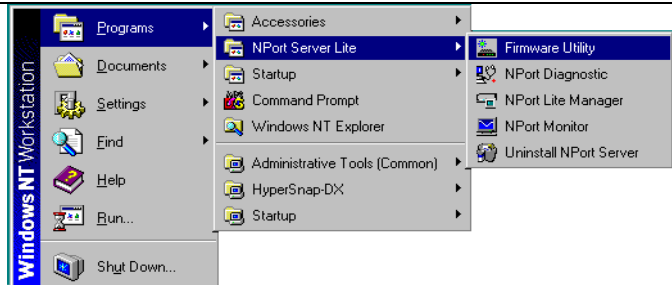 Windows NT Workstation
Programs
Documents
Settings
Find
Help
Run...
Shut Down...
Accessories
NPort Server Lite
Startup
Command Prompt
Windows NT Explorer
Administrative Tools (Common)
HyperSnap-DX
Startup
Firmware Utility
NPort Diagnostic
NPort Lite Manager
NPort Monitor
Uninstall NPort Server